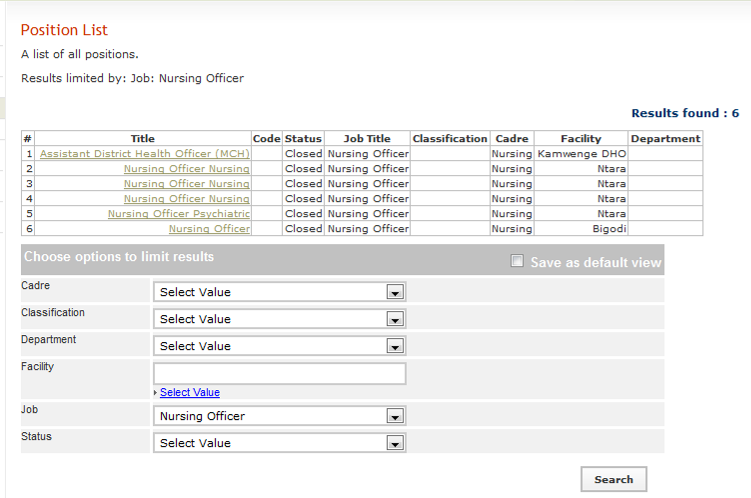 Position List
A list of all positions.
Results limited by: Job: Nursing Officer
Results found : 6
# Title Code Status Job Title Classification Cadre Facility Department
1 Assistant District Health Officer (MCH) Closed Nursing Officer Nursing Kamwenge DHO
2 Nursing Officer Nursing Closed Nursing Officer Nursing Ntara
3 Nursing Officer Nursing Closed Nursing Officer Nursing Ntara
4 Nursing Officer Nursing Closed Nursing Officer Nursing Ntara
5 Nursing Officer Psychiatric Closed Nursing Officer Nursing Ntara
6 Nursing Officer Closed Nursing Officer Nursing Bigodi
Choose options to limit results Save as default view
Cadre Select Value
Classification Select Value
Department Select Value
Facility
Select Value
Job Nursing Officer
Status Select Value
Search